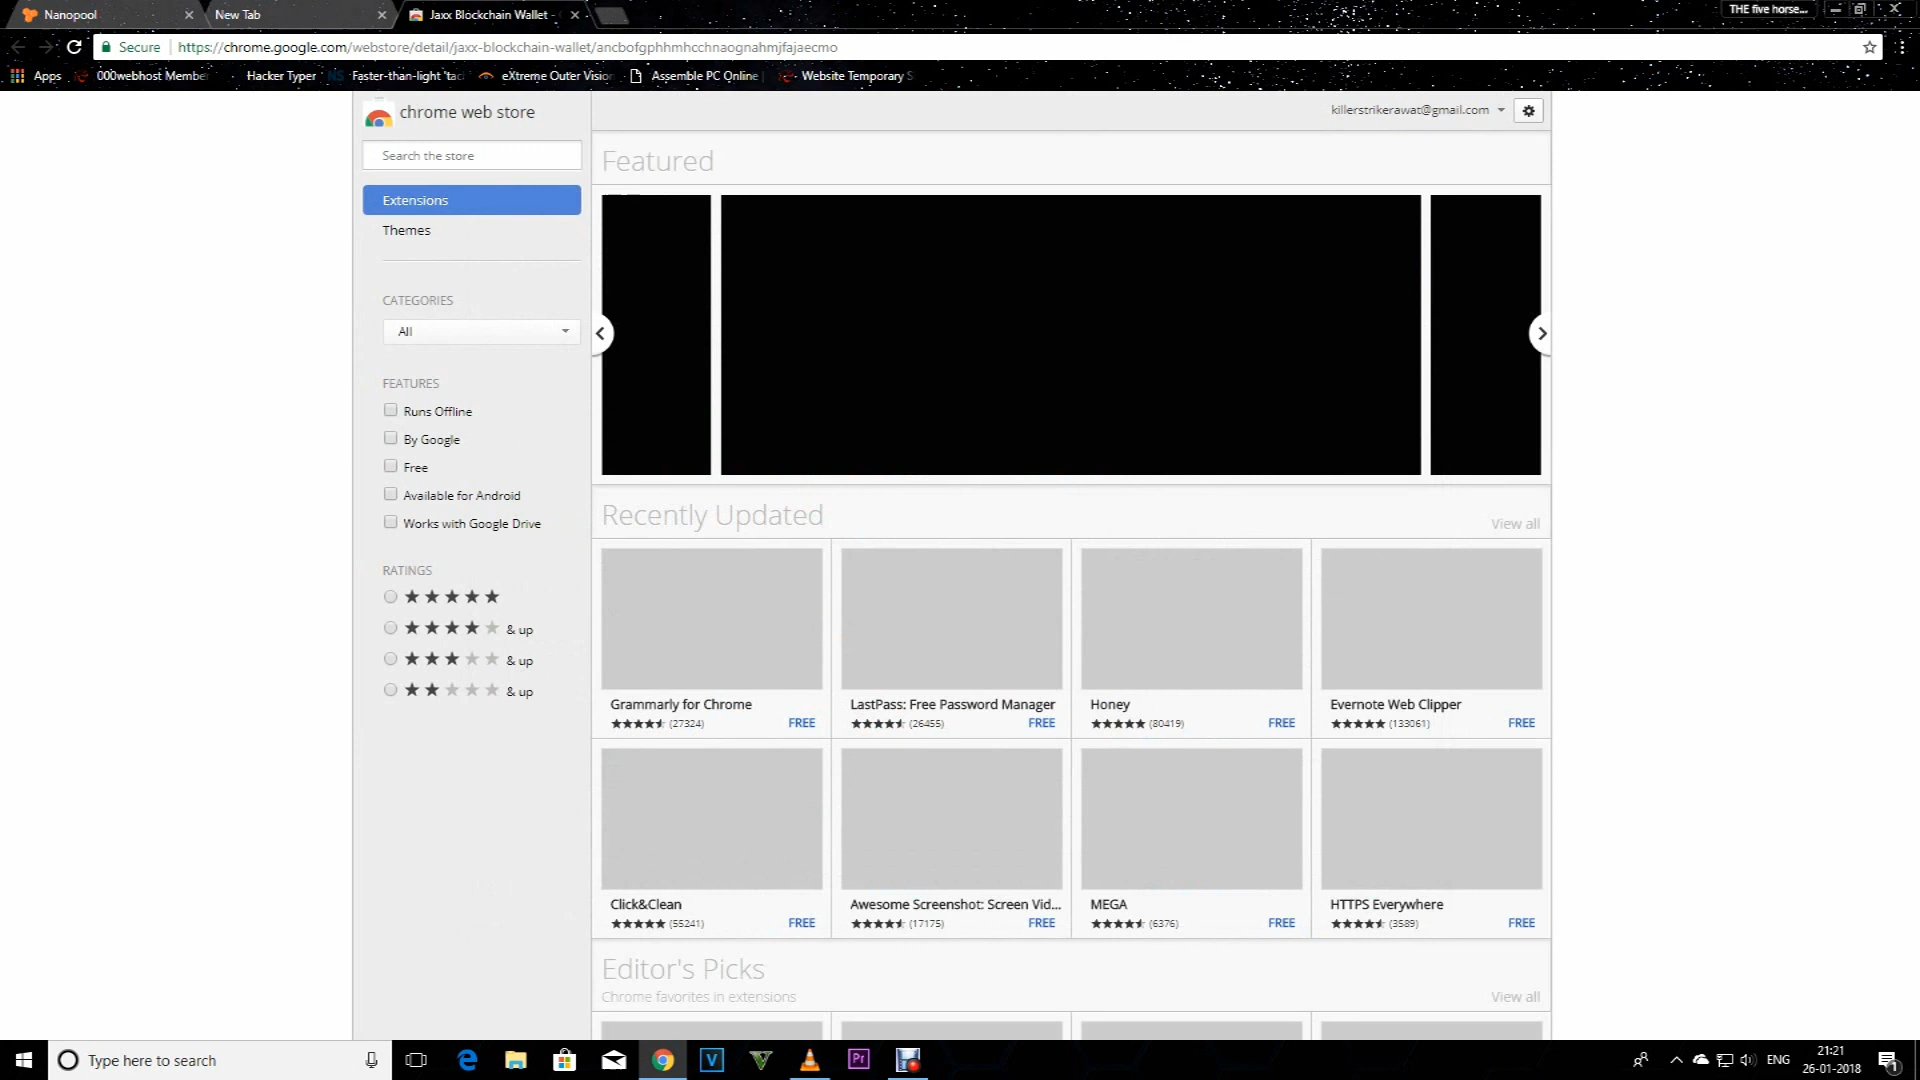 Nanopool
New Tab
Jaxx Blockchain Wallet -
THE five horse...
Secure
https://chrome.google.com/webstore/detail/jaxx-blockchain-wallet/ancbofgphhmhcchnaognahmjfajaecmo
Apps
000webhost Membe
Hacker Typer
Faster-than-light 'tac
eXtreme Outer Vision
Assemble PC Online
Website Temporary S
chrome web store
killerstrikerawat@gmail.com
Search the store
Extensions
Themes
CATEGORIES
All
FEATURES
Runs Offline
By Google
Free
Available for Android
Works with Google Drive
RATINGS
& up
& up
& up
Featured
Recently Updated
View all
Grammarly for Chrome
(27324)
FREE
LastPass: Free Password Manager
(26455)
FREE
Honey
(80419)
FREE
Evernote Web Clipper
(133061)
FREE
Click&Clean
(55241)
FREE
Awesome Screenshot: Screen Vid...
(17175)
FREE
MEGA
(6376)
FREE
HTTPS Everywhere
(3589)
FREE
Editor's Picks
Chrome favorites in extensions
View all
Type here to search
ENG
21:21
26-01-2018